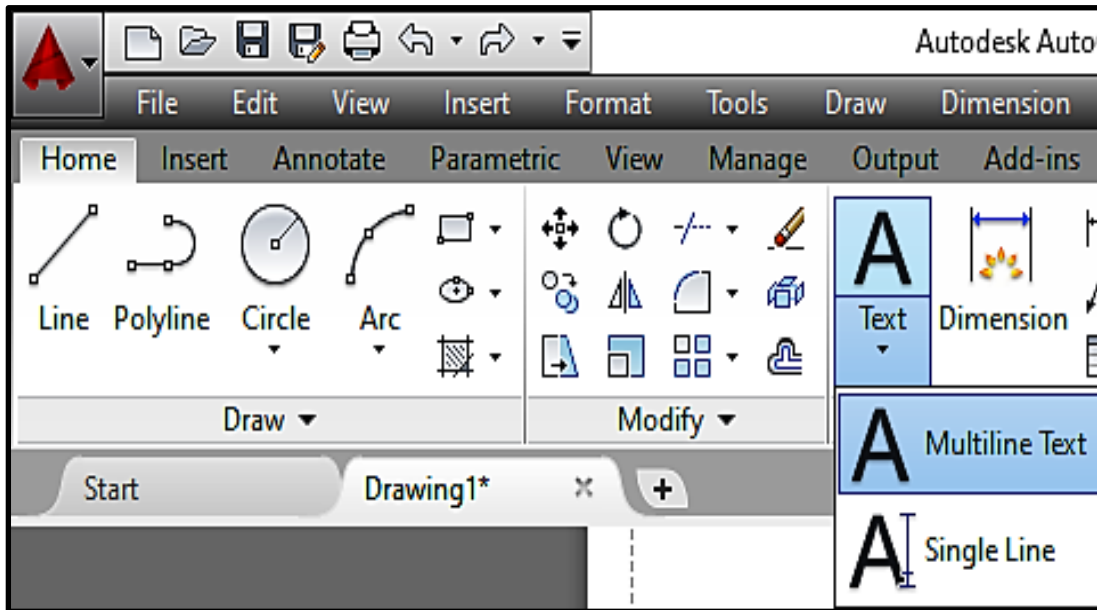 Autodesk Auto
File Edit View Insert Format Tools Draw Dimension
Home Insert Annotate Parametric View Manage Output Add-ins
Line Polyline Circle Arc Text Dimension
Draw Modify
Multiline Text
Start Drawing1*
Single Line